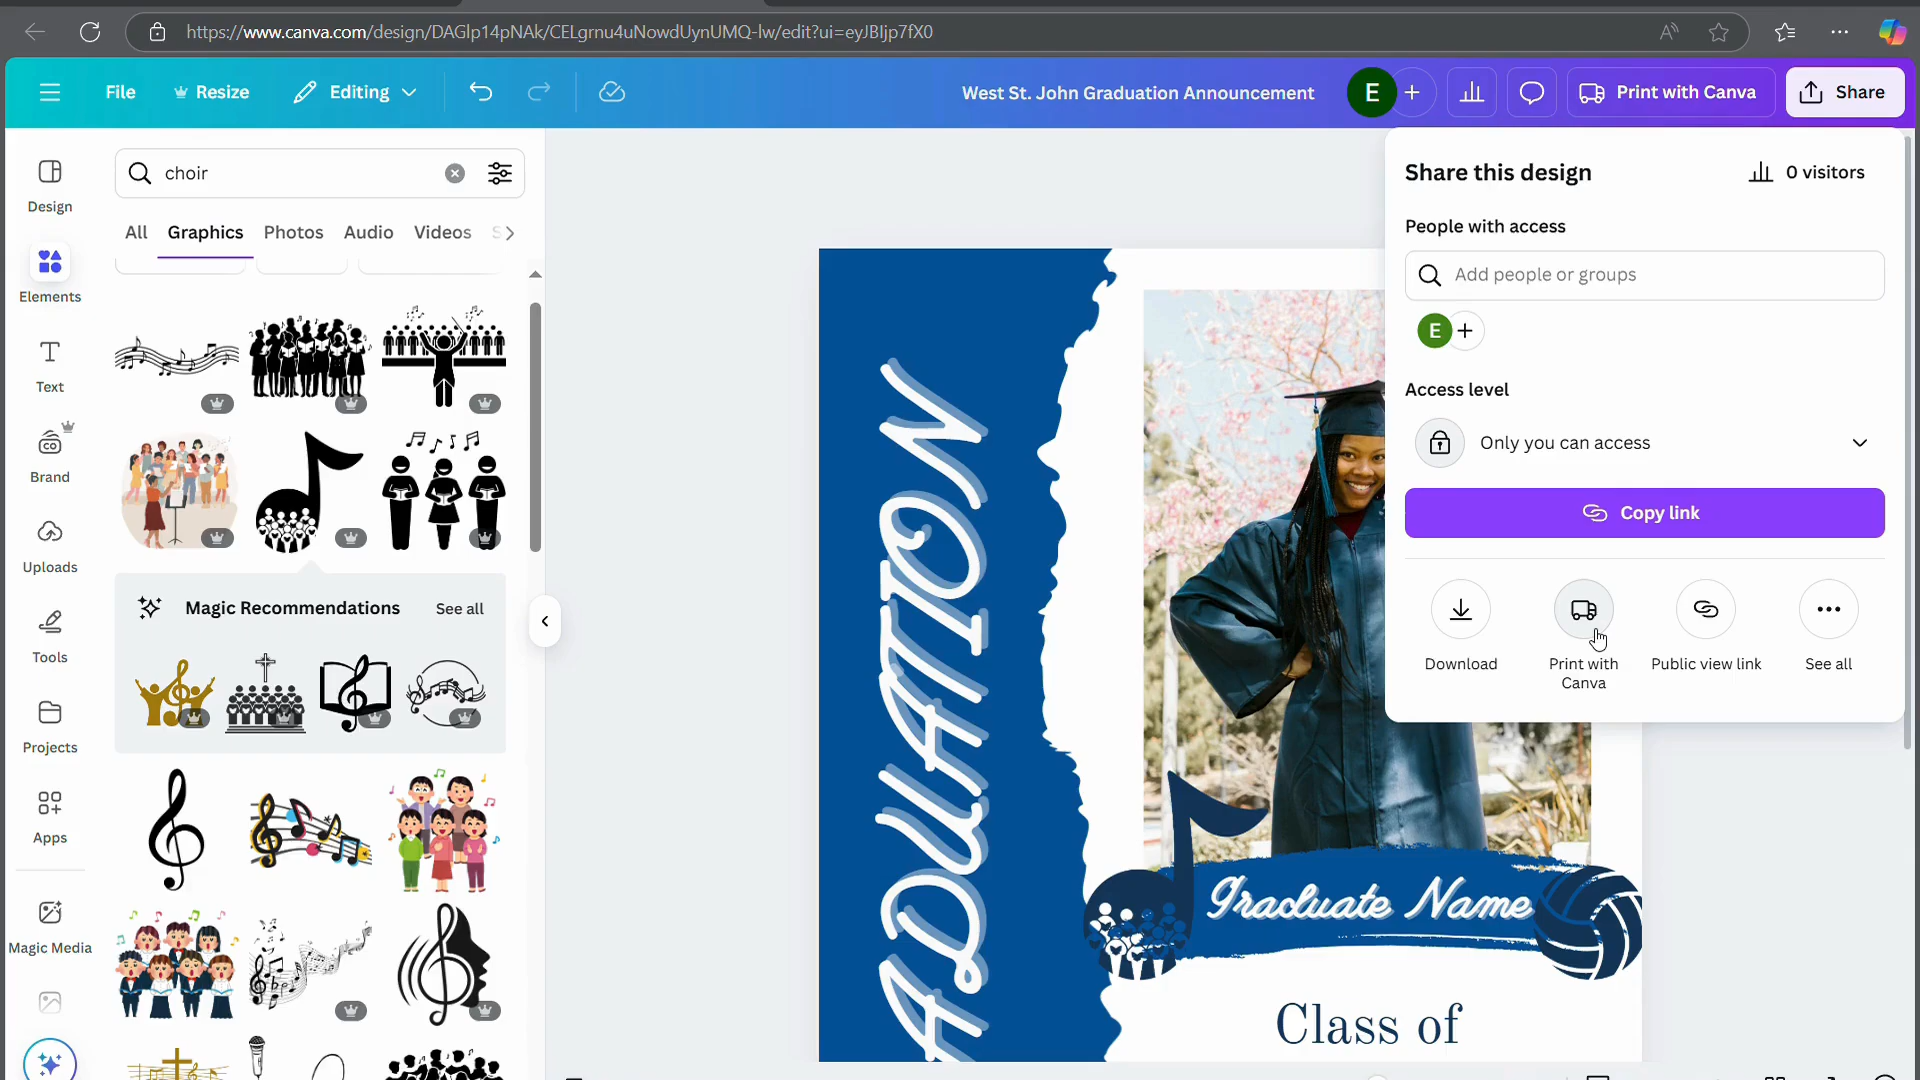 https://www.canva.com/design/DAGlp14pNAk/CELgrnu4uNowdUynUMQ-lw/edit?ui=eyJBIjp7fX0
File
Resize
Editing
West St. John Graduation Announcement
E
Print with Canva
Share
Design
Elements
Text
Brand
Uploads
Tools
Projects
Apps
Magic Media
choir
All
Graphics
Photos
Audio
Videos
Magic Recommendations
See all
GRADUATION
Graduate Name
Class of
Share this design
0 visitors
People with access
Add people or groups
E
Access level
Only you can access
Copy link
Download
Print with
Canva
Public view link
See all